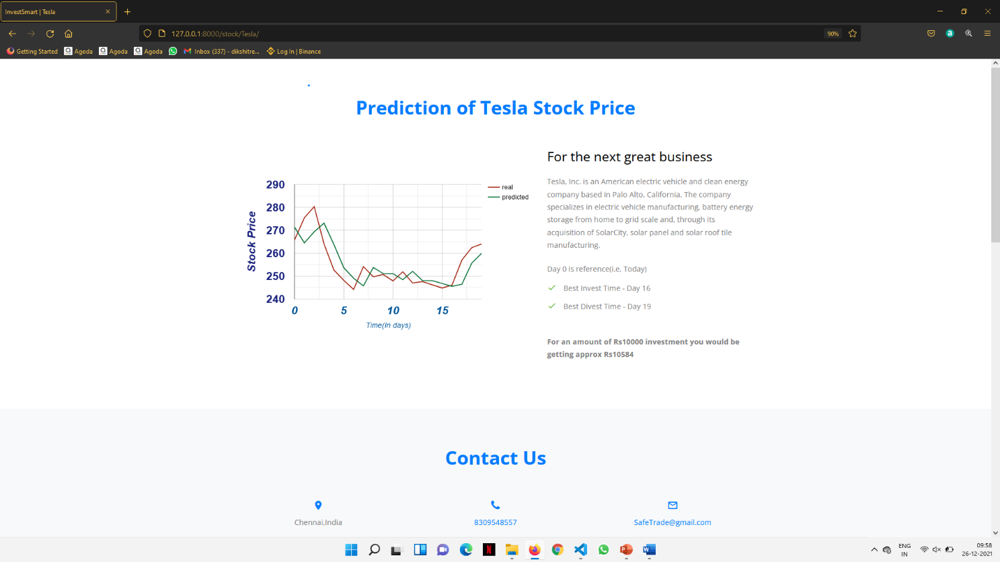 InvestSmart | Tesla
127.0.0.1:8000/stock/Tesla/
90%
Getting Started
Agoda
Agoda
Agoda
Inbox (337) - dikshitre...
Log In | Binance
Prediction of Tesla Stock Price
290
280
270
260
250
240
Stock Price
0
5
10
15
Time(In days)
real
predicted
For the next great business
Tesla, Inc. is an American electric vehicle and clean energy
company based in Palo Alto, California. The company
specializes in electric vehicle manufacturing, battery energy
storage from home to grid scale and, through its
acquisition of SolarCity, solar panel and solar roof tile
manufacturing.
Day 0 is reference(i.e, Today)
Best Invest Time - Day 16
Best Divest Time - Day 19
For an amount of Rs10000 investment you would be
getting approx Rs10584
Contact Us
Chennai,India
8309548557
SafeTrade@gmail.com
ENG
IN
09:58
26-12-2021